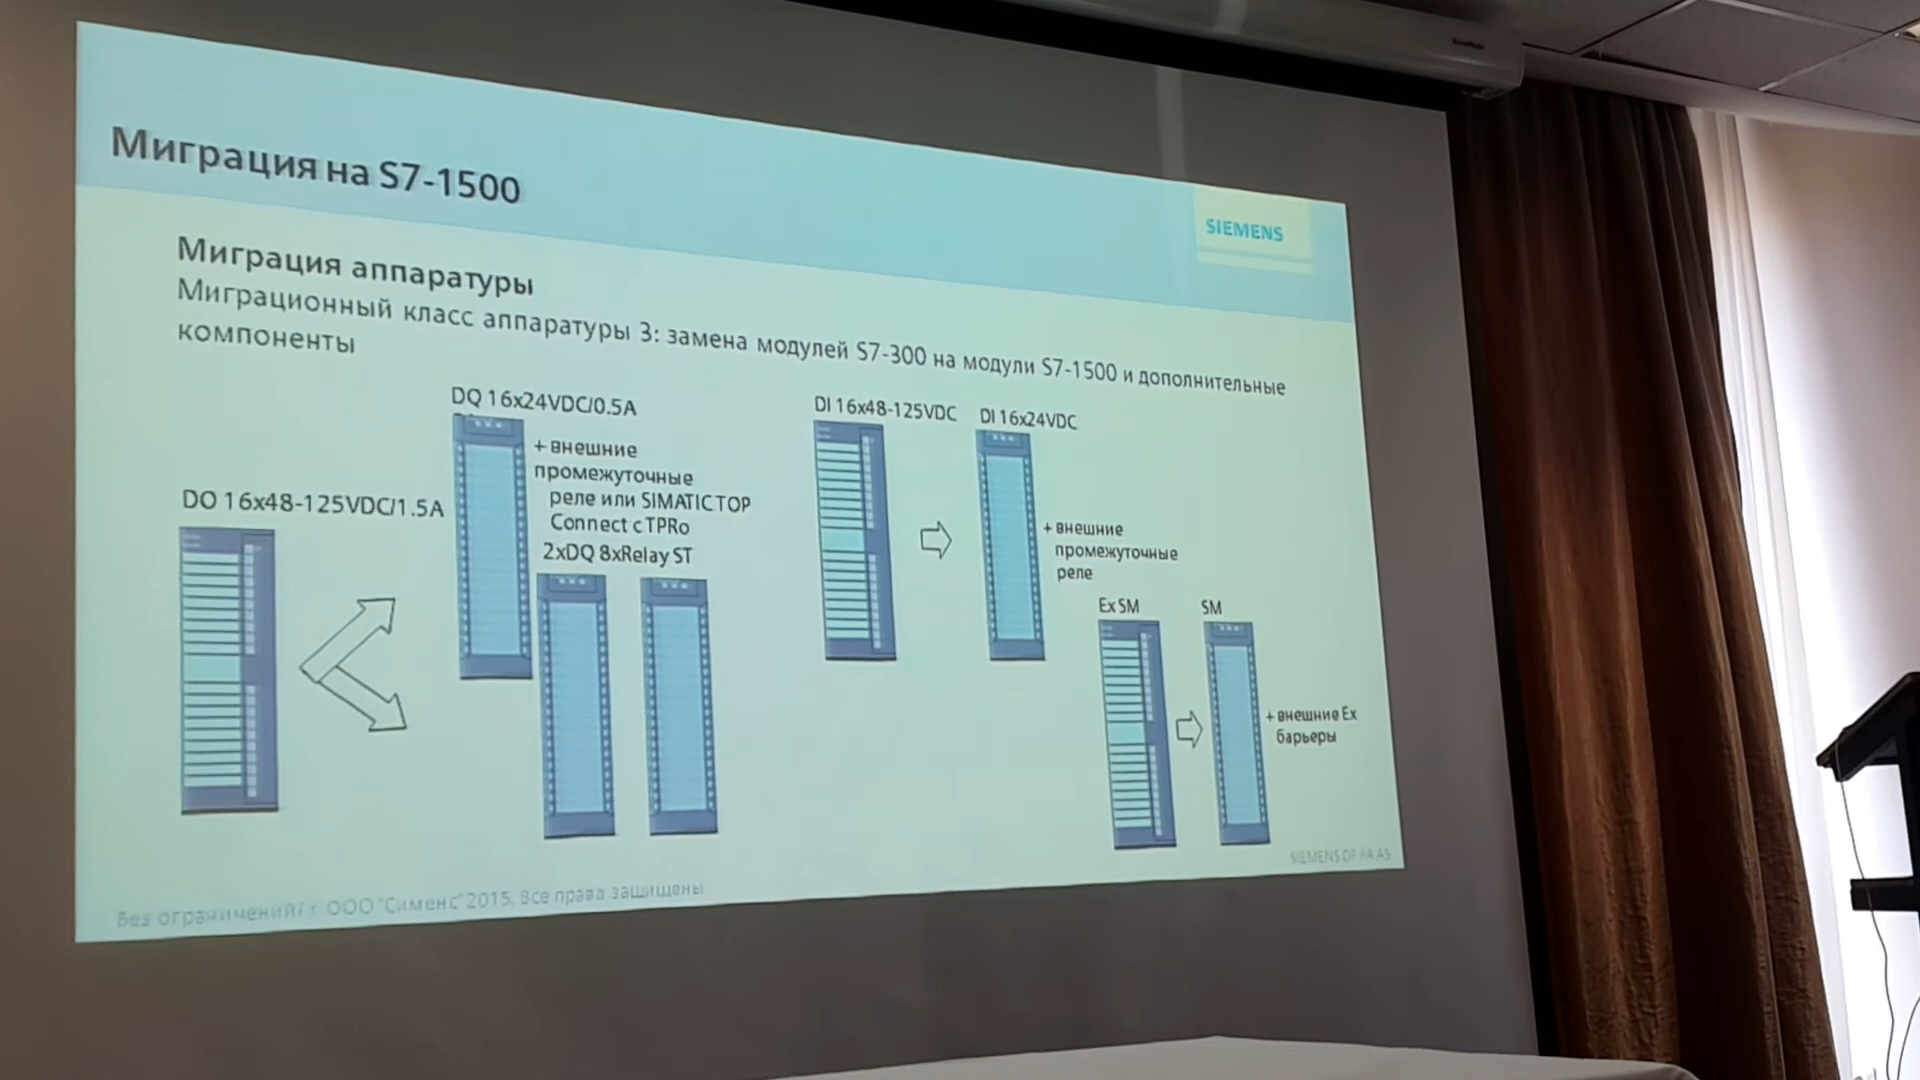 Миграция на S7-1500
SIEMENS
Миграция аппаратуры
Миграционный класс аппаратуры 3: замена модулей S7-300 на модули S7-1500 и дополнительные
компоненты
DO 16x48-125VDC/1.5A
DQ 16x24VDC/0.5A
+ внешние
промежуточные
реле или SIMATIC TOP
Connect с TPRo
2xDQ 8xRelay ST
DI 16x48-125VDC
DI 16x24VDC
+ внешние
промежуточные
реле
Ex SM
SM
+ внешние Ex
барьеры
SIEMENS DF FA AS
Без ограничений/ © ООО "Сименс" 2015. Все права защищены